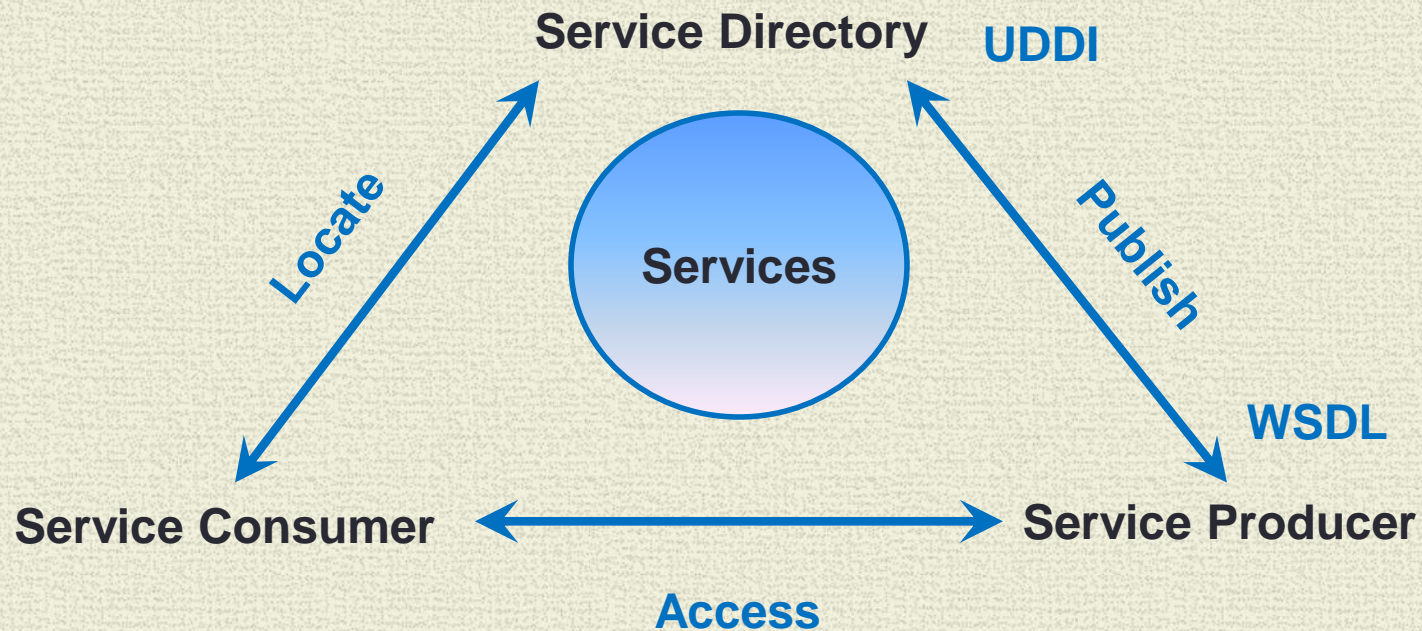 Service Directory
UDDI
Locate
Publish
Services
WSDL
Service Consumer
Service Producer
Access